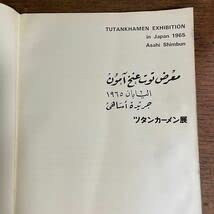 TUTANKHAMEN EXHIBITION
in Japan 1965
Asahi Shimbun
معرض توت عنخ آمون
اليابان ١٩٦٥
جريدة أساهى
ツタンカーメン展